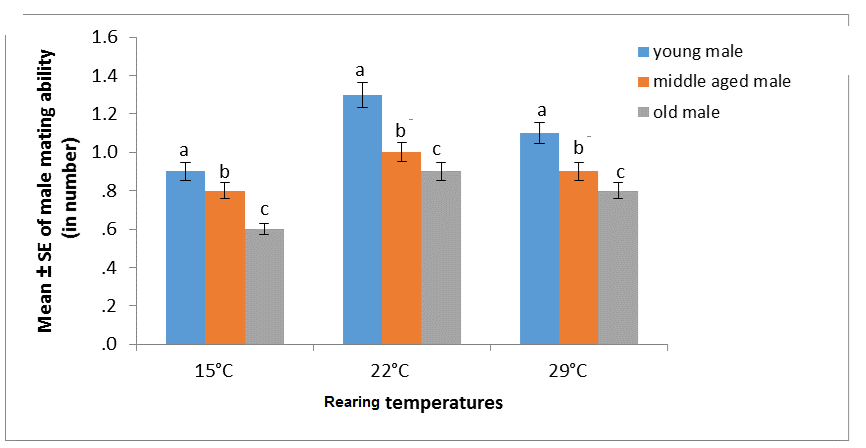 Mean ± SE of male mating ability
(in number)
1.6
1.4
1.2
1.0
.8
.6
.4
.2
.0
a
b
c
a
b
c
a
b
c
15°C
22°C
29°C
Rearing temperatures
young male
middle aged male
old male